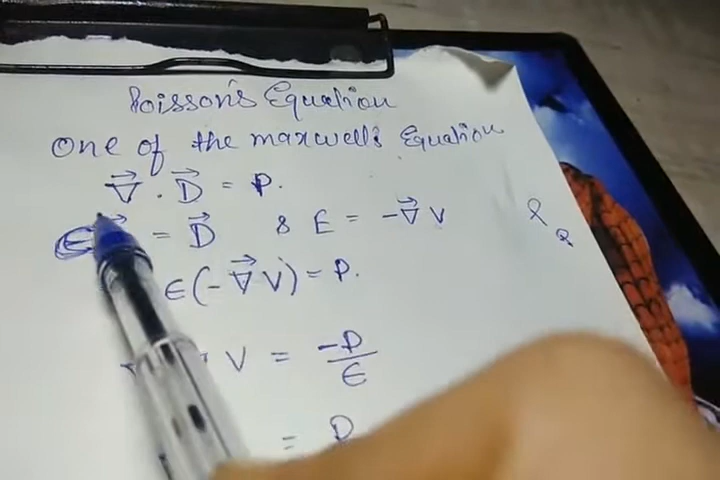 Poisson's Equation
One of the maxwell's Equation
∇⃗ . D⃗ = ρ.
ϵ = D⃗ & E = -∇⃗ V
ϵ(-∇⃗ V) = ρ.
V = -ρ/ϵ
= ρ